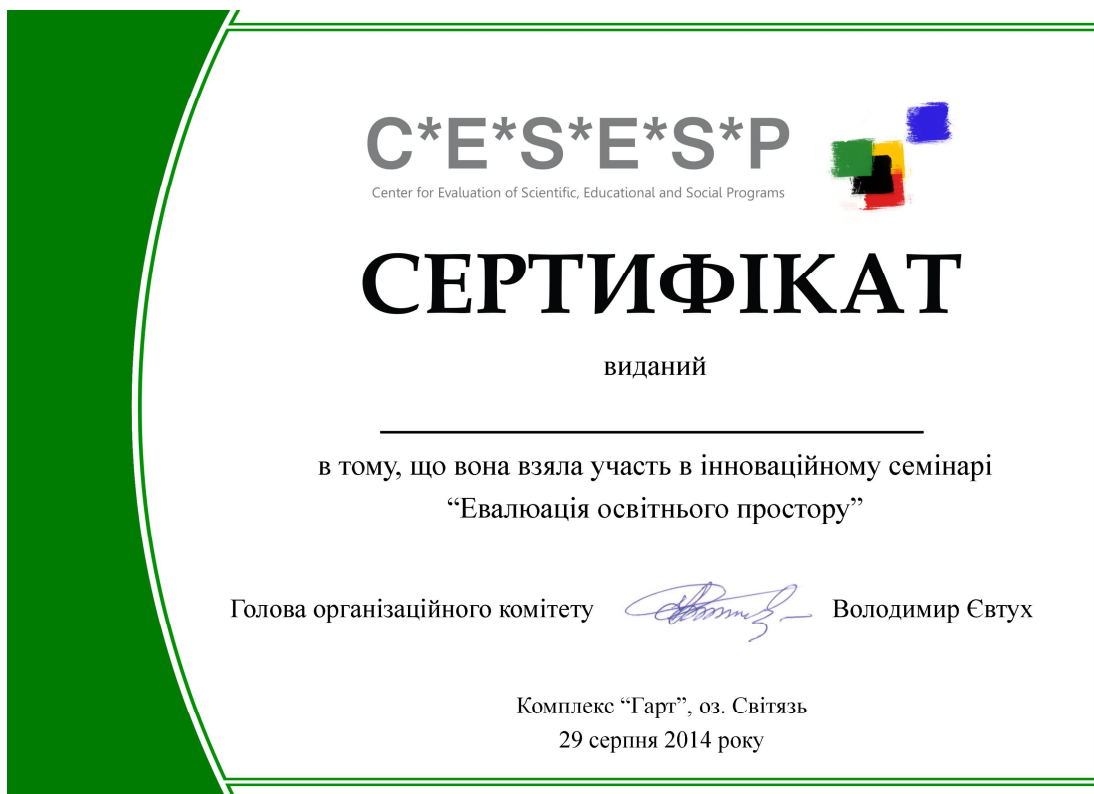 C*E*S*E*S*P
Center for Evaluation of Scientific, Educational and Social Programs
СЕРТИФІКАТ
виданий
в тому, що вона взяла участь в інноваційному семінарі
“Евалюація освітнього простору”
Голова організаційного комітету Володимир Євтух
Комплекс “Гарт”, оз. Світязь
29 серпня 2014 року